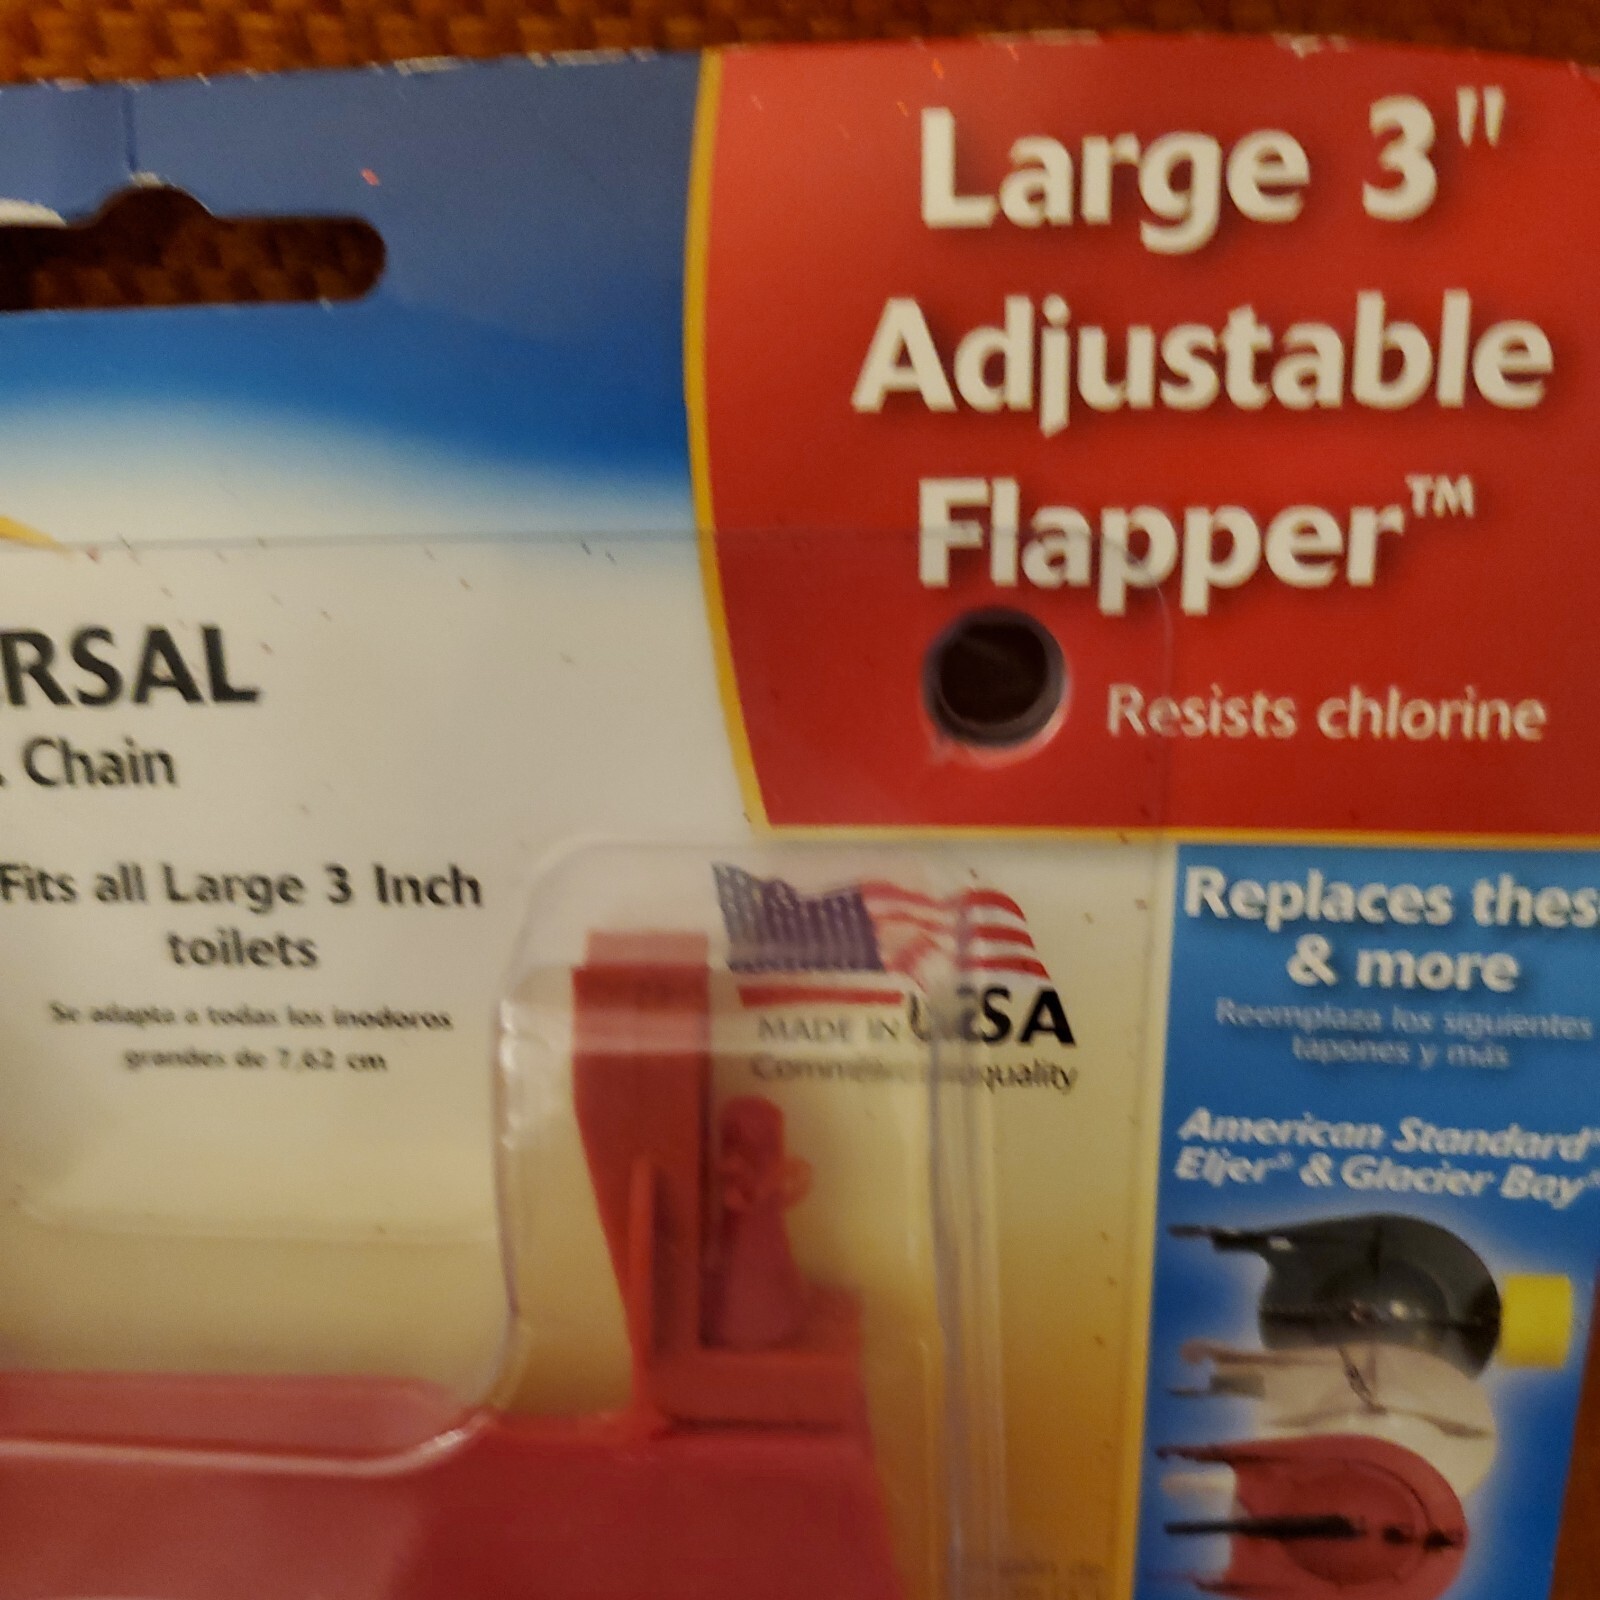 Large 3"
Adjustable
Flapper™
Resists chlorine
RSAL
. Chain
Fits all Large 3 Inch
toilets
Se adapta a todas los inodoros
grandes de 7,62 cm
MADE IN USA
quality
Replaces thes
& more
Reemplaza los siguientes
tapones y más
American Standard®
Eljer® & Glacier Bay®